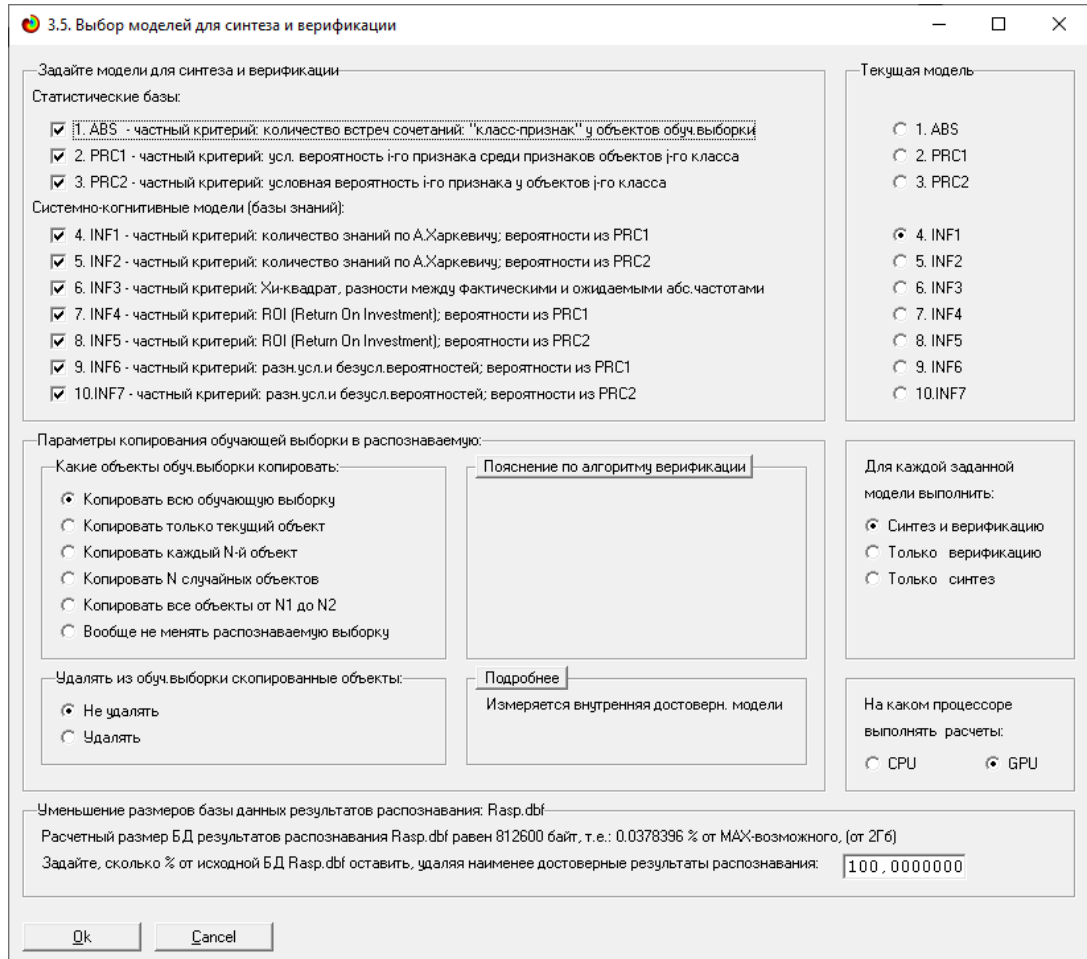 3.5. Выбор моделей для синтеза и верификации
Задайте модели для синтеза и верификации
Статистические базы:
1. ABS - частный критерий: количество встреч сочетаний: "класс-признак" у объектов обуч.выборки
2. PRC1 - частный критерий: усл. вероятность i-го признака среди признаков объектов j-го класса
3. PRC2 - частный критерий: условная вероятность i-го признака у объектов j-го класса
Системно-когнитивные модели (базы знаний):
4. INF1 - частный критерий: количество знаний по А.Харкевичу; вероятности из PRC1
5. INF2 - частный критерий: количество знаний по А.Харкевичу; вероятности из PRC2
6. INF3 - частный критерий: Хи-квадрат, разности между фактическими и ожидаемыми абс.частотами
7. INF4 - частный критерий: ROI (Return On Investment); вероятности из PRC1
8. INF5 - частный критерий: ROI (Return On Investment); вероятности из PRC2
9. INF6 - частный критерий: разн.усл.и безусл.вероятностей; вероятности из PRC1
10.INF7 - частный критерий: разн.усл.и безусл.вероятностей; вероятности из PRC2
Текущая модель
1. ABS
2. PRC1
3. PRC2
4. INF1
5. INF2
6. INF3
7. INF4
8. INF5
9. INF6
10.INF7
Параметры копирования обучающей выборки в распознаваемую:
Какие объекты обуч.выборки копировать:
Копировать всю обучающую выборку
Копировать только текущий объект
Копировать каждый N-й объект
Копировать N случайных объектов
Копировать все объекты от N1 до N2
Вообще не менять распознаваемую выборку
Пояснение по алгоритму верификации
Удалять из обуч.выборки скопированные объекты:
Не удалять
Удалять
Подробнее
Измеряется внутренняя достоверн. модели
Для каждой заданной
модели выполнить:
Синтез и верификацию
Только верификацию
Только синтез
На каком процессоре
выполнять расчеты:
CPU
GPU
Уменьшение размеров базы данных результатов распознавания: Rasp.dbf
Расчетный размер БД результатов распознавания Rasp.dbf равен 812600 байт, т.е.: 0.0378396 % от MAX-возможного, (от 2Гб)
Задайте, сколько % от исходной БД Rasp.dbf оставить, удаляя наименее достоверные результаты распознавания:
100,0000000
Ok
Cancel